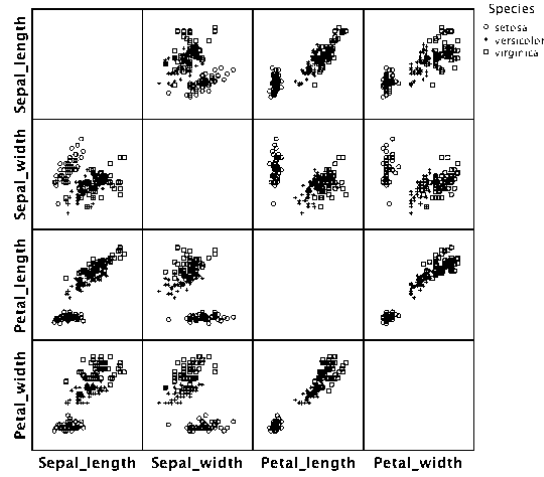 Species
setosa
versicolor
virginica
Sepal_length
Sepal_width
Petal_length
Petal_width
Sepal_length Sepal_width Petal_length Petal_width